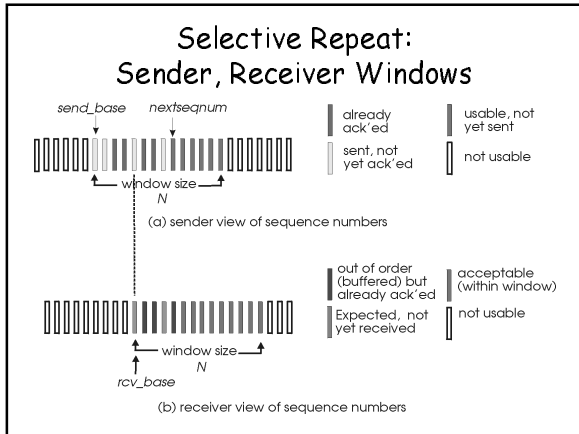 Selective Repeat:
Sender, Receiver Windows
send_base
nextseqnum
already
ack'ed
usable, not
yet sent
sent, not
yet ack'ed
not usable
window size
N
(a) sender view of sequence numbers
out of order
(buffered) but
already ack'ed
acceptable
(within window)
Expected, not
yet received
not usable
window size
N
rcv_base
(b) receiver view of sequence numbers